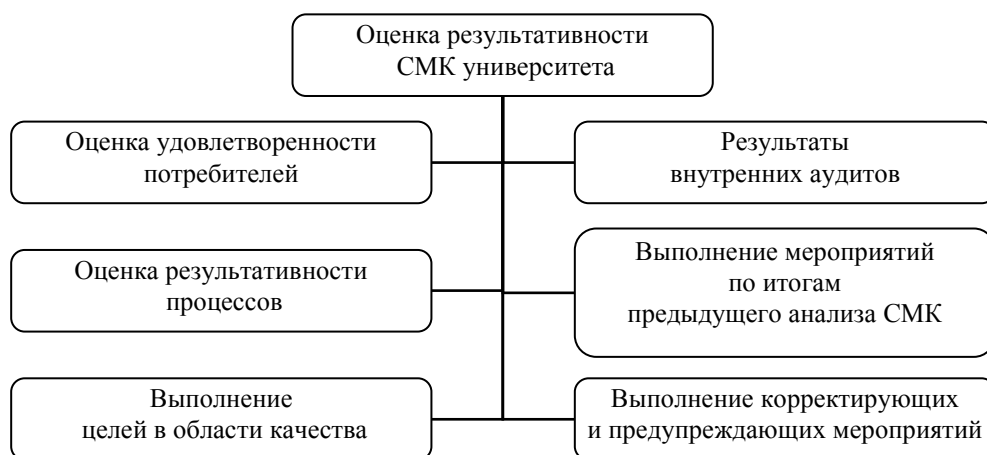 Оценка результативности
СМК университета
Оценка удовлетворенности
потребителей
Результаты
внутренних аудитов
Оценка результативности
процессов
Выполнение мероприятий
по итогам
предыдущего анализа СМК
Выполнение
целей в области качества
Выполнение корректирующих
и предупреждающих мероприятий